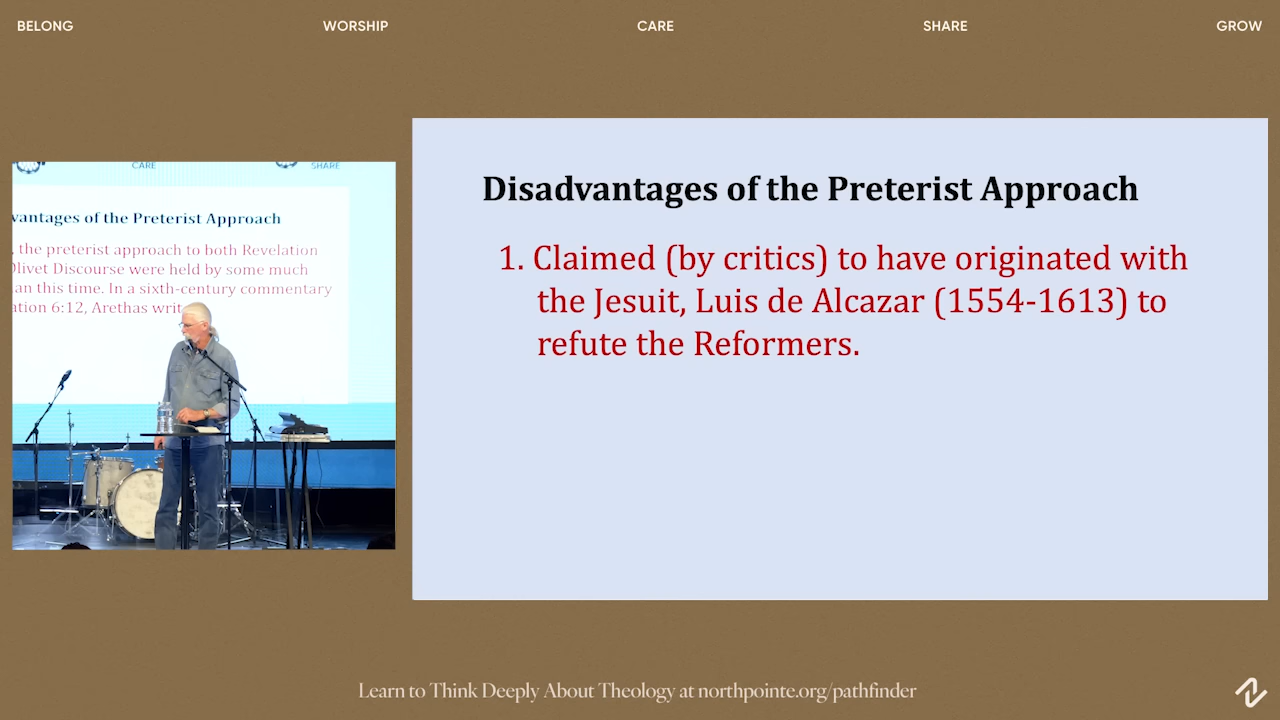 BELONG WORSHIP CARE SHARE GROW
CARE SHARE
vantages of the Preterist Approach
, the preterist approach to both Revelation
Olivet Discourse were held by some much
an this time. In a sixth-century commentary
ation 6:12, Arethas writ
Disadvantages of the Preterist Approach
1. Claimed (by critics) to have originated with
the Jesuit, Luis de Alcazar (1554-1613) to
refute the Reformers.
Learn to Think Deeply About Theology at northpointe.org/pathfinder